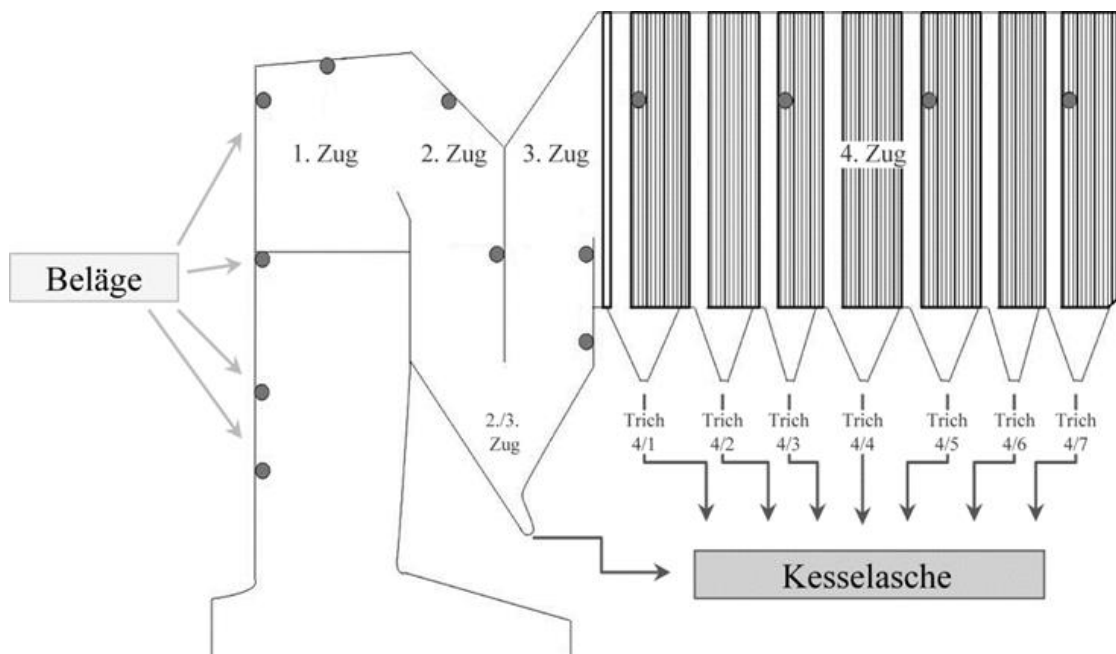 1. Zug
2. Zug
3. Zug
4. Zug
Beläge
2./3.
Zug
Trich
4/1
Trich
4/2
Trich
4/3
Trich
4/4
Trich
4/5
Trich
4/6
Trich
4/7
Kesselasche